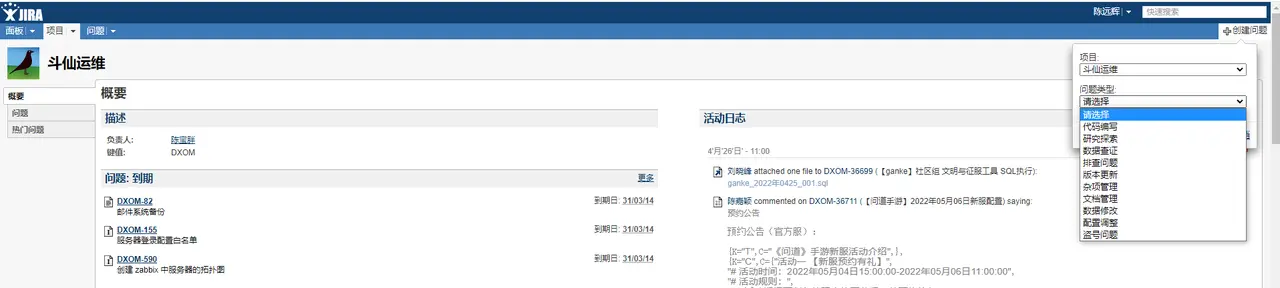 JIRA
陈远辉
快速搜索
面板 项目 问题
创建问题
斗仙运维
概要
问题
热门问题
概要
描述
负责人:
键值: DXOM
问题: 到期
更多
DXOM-82
邮件系统备份
到期日: 31/03/14
DXOM-155
服务器登录配置白名单
到期日: 31/03/14
DXOM-590
创建 zabbix 中服务器的拓扑图
到期日: 31/03/14
活动日志
4'月'26'日' - 11:00
刘晓峰 attached one file to DXOM-36699 (【ganke】社区组 文明与征服工具 SQL执行):
ganke_2022年0425_001.sql
陈嘉颖 commented on DXOM-36711 (【问道手游】2022年05月06日新服配置) saying:
预约公告
预约公告（官方服）：
{K="T",C="《问道》手游新服活动介绍",},
{K="C",C={"活动一 【新服预约有礼】",
"# 活动时间：2022年05月04日15:00:00-2022年05月06日11:00:00",
"# 活动规则：",
项目:
斗仙运维
问题类型:
请选择
请选择
代码编写
研究探索
数据查证
排查问题
版本更新
杂项管理
文档管理
数据修改
配置调整
盗号问题